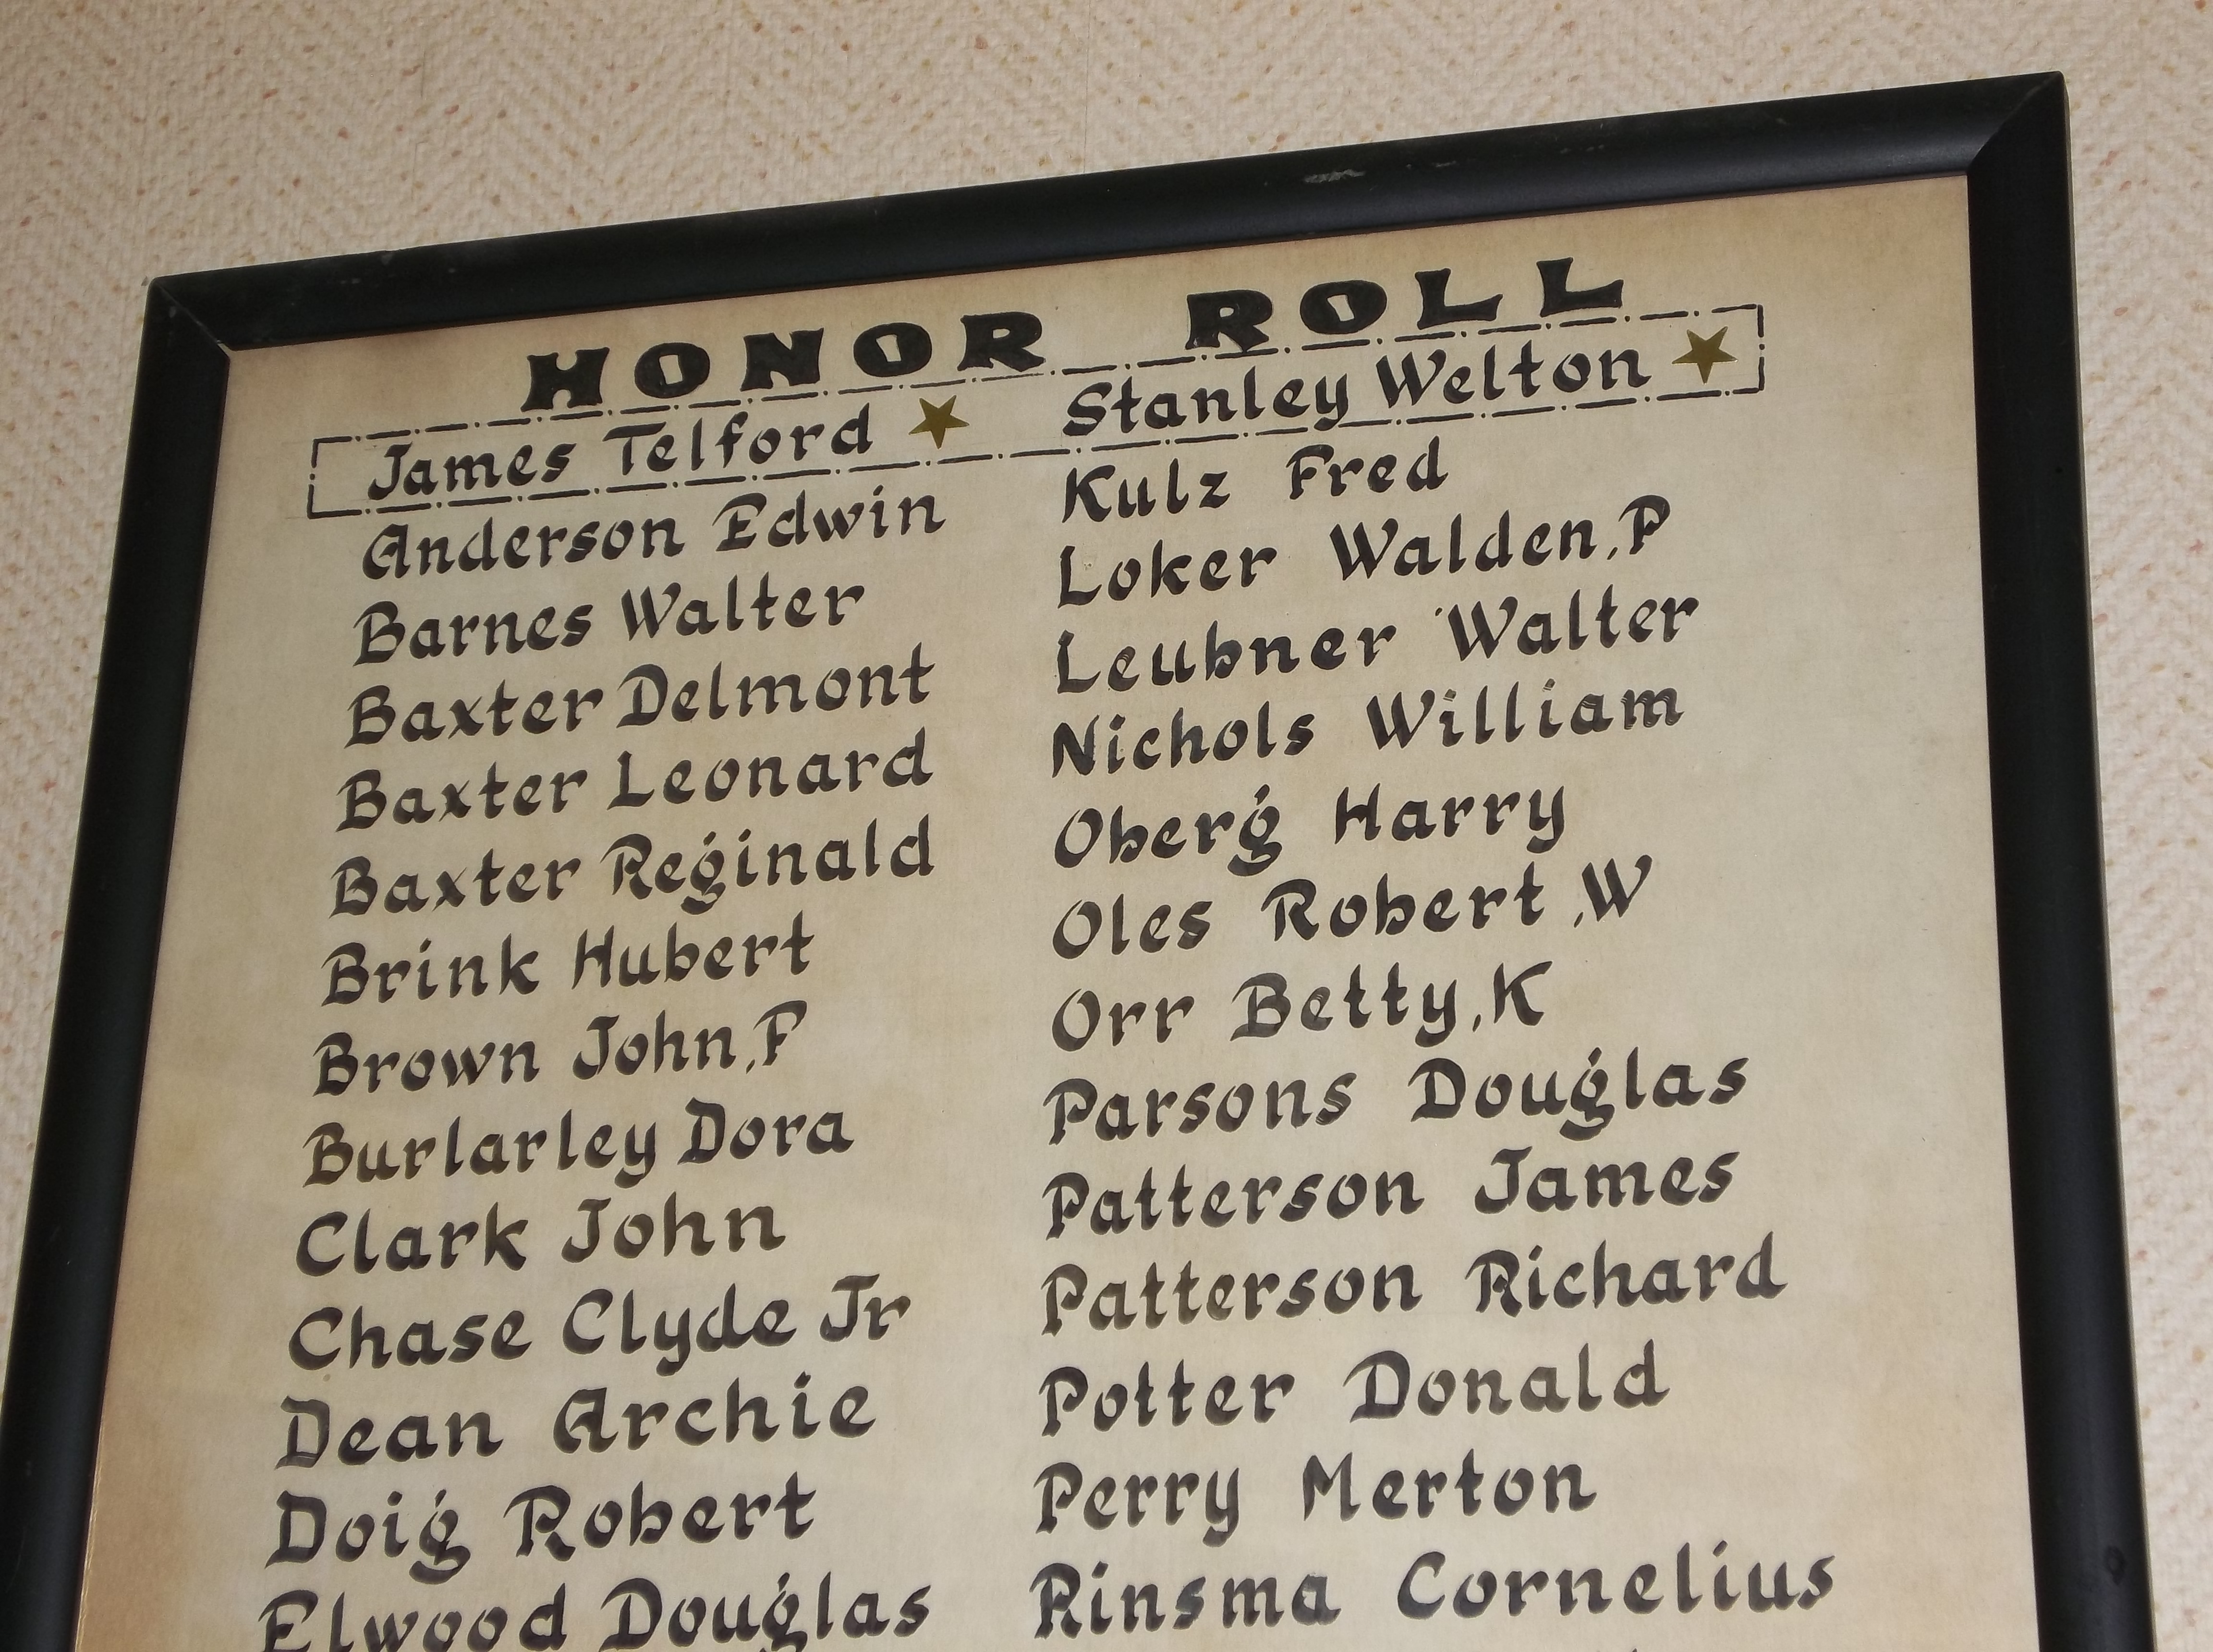 HONOR ROLL
James Telford ★ Stanley Welton ★
Anderson Edwin
Barnes Walter
Baxter Delmont
Baxter Leonard
Baxter Reginald
Brink Hubert
Brown John,P
Burlarley Dora
Clark John
Chase Clyde Jr
Dean Archie
Doig Robert
Elwood Douglas
Kulz Fred
Loker Walden,P
Leubner Walter
Nichols William
Oberg Harry
Oles Robert,W
Orr Betty,K
Parsons Douglas
Patterson James
Patterson Richard
Potter Donald
Perry Merton
Rinsma Cornelius